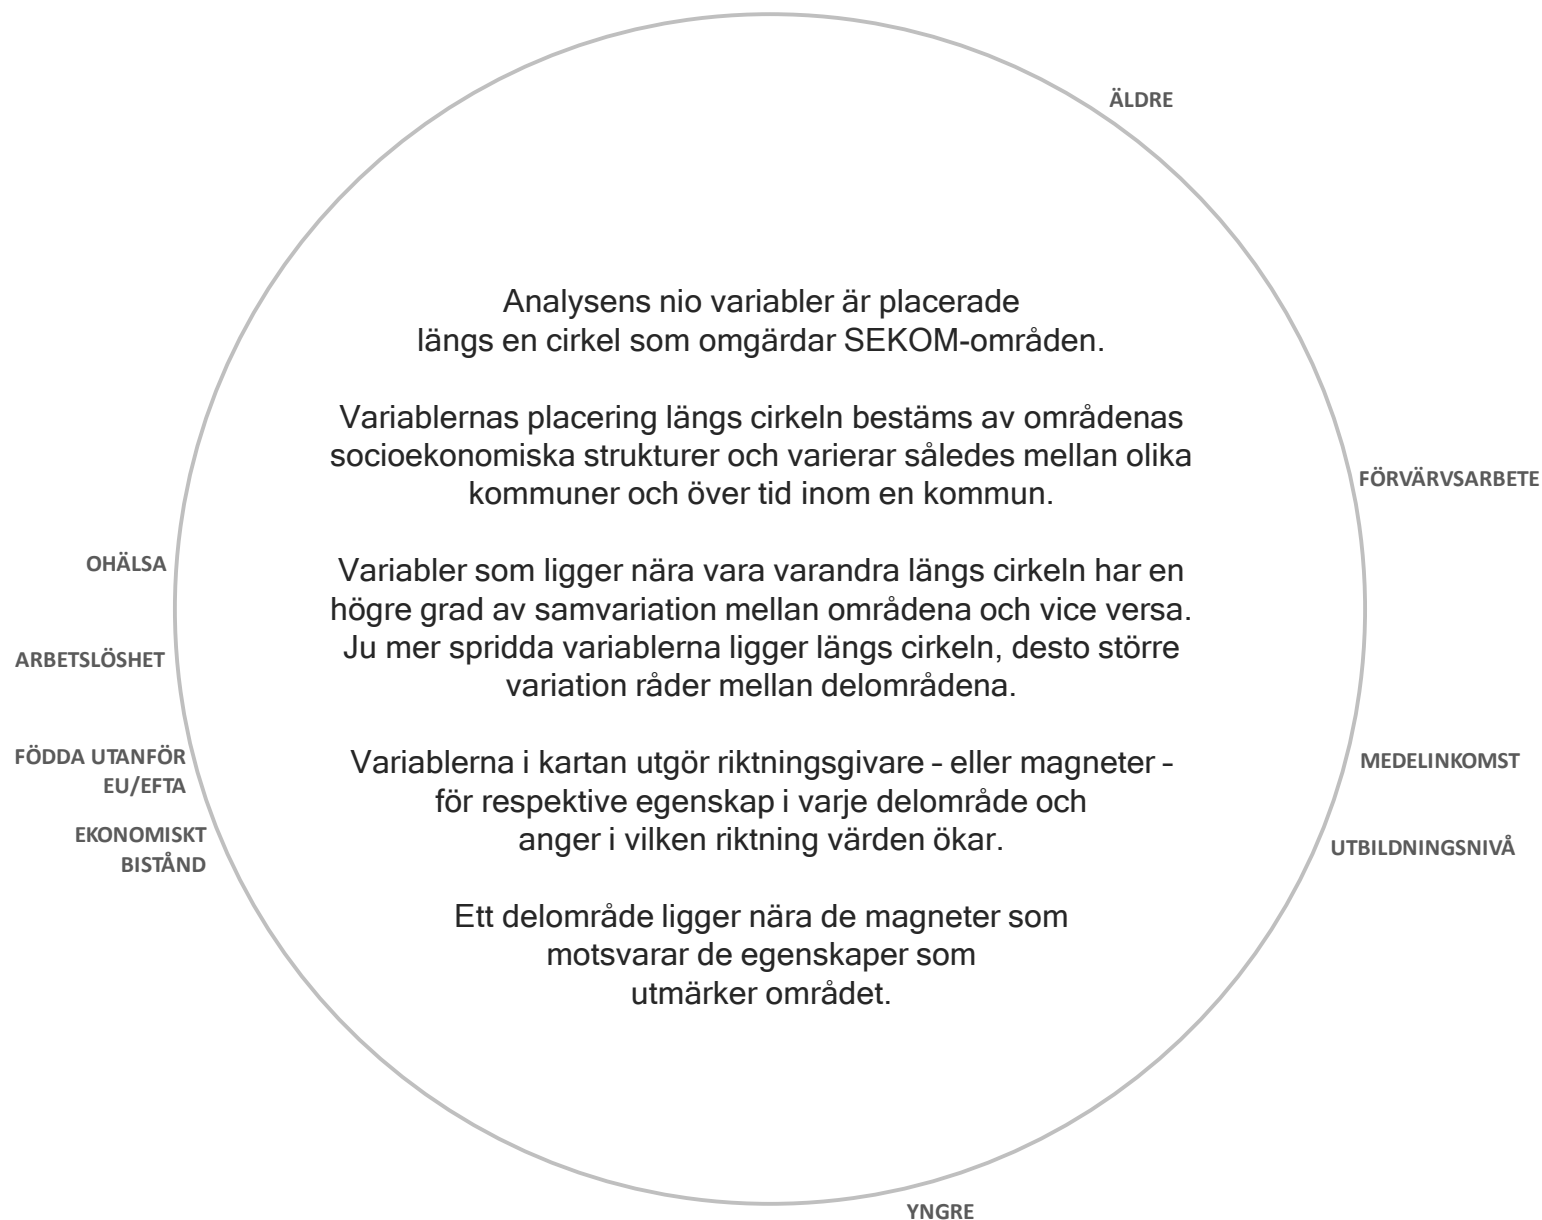 ÄLDRE
Analysens nio variabler är placerade
längs en cirkel som omgärdar SEKOM-områden.
Variablernas placering längs cirkeln bestäms av områdenas
socioekonomiska strukturer och varierar således mellan olika
kommuner och över tid inom en kommun.
FÖRVÄRVSARBETE
OHÄLSA
Variabler som ligger nära vara varandra längs cirkeln har en
högre grad av samvariation mellan områdena och vice versa.
Ju mer spridda variablerna ligger längs cirkeln, desto större
variation råder mellan delområdena.
ARBETSLÖSHET
FÖDDA UTANFÖR
EU/EFTA
Variablerna i kartan utgör riktningsgivare – eller magneter –
för respektive egenskap i varje delområde och
anger i vilken riktning värden ökar.
MEDELINKOMST
EKONOMISKT
BISTÅND
UTBILDNINGSNIVÅ
Ett delområde ligger nära de magneter som
motsvarar de egenskaper som
utmärker området.
YNGRE